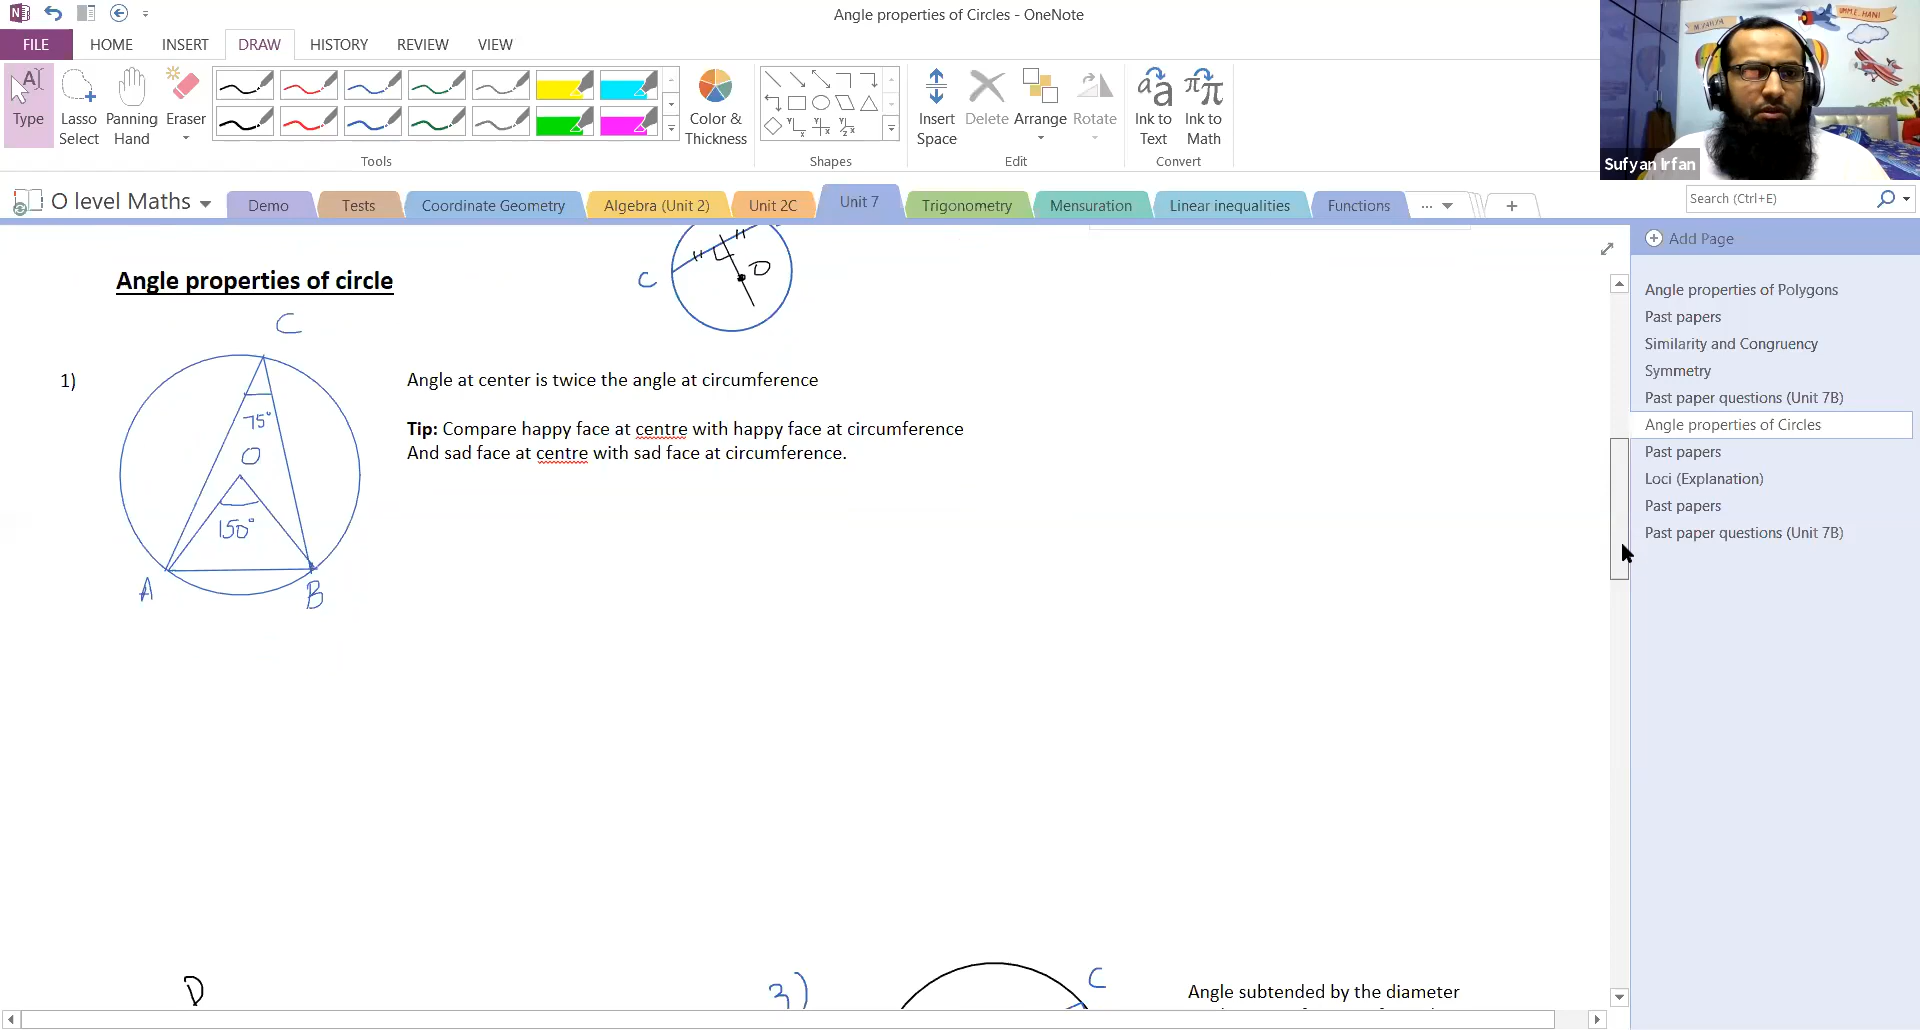 Angle properties of Circles - OneNote
FILE HOME INSERT DRAW HISTORY REVIEW VIEW
Type
Lasso Select
Panning Hand
Eraser
Color & Thickness
Insert Space
Delete
Arrange
Rotate
Ink to Text
Ink to Math
Tools
Shapes
Edit
Convert
M.ZAKRYA
UMM E HANI
Sufyan Irfan
O level Maths
Demo
Tests
Coordinate Geometry
Algebra (Unit 2)
Unit 2C
Unit 7
Trigonometry
Mensuration
Linear inequalities
Functions
...
Search (Ctrl+E)
Add Page
Angle properties of Polygons
Past papers
Similarity and Congruency
Symmetry
Past paper questions (Unit 7B)
Angle properties of Circles
Past papers
Loci (Explanation)
Past papers
Past paper questions (Unit 7B)
C
O
Angle properties of circle
C
1)
Angle at center is twice the angle at circumference
75°
Tip: Compare happy face at centre with happy face at circumference
And sad face at centre with sad face at circumference.
O
150°
A
B
D
3)
C
Angle subtended by the diameter